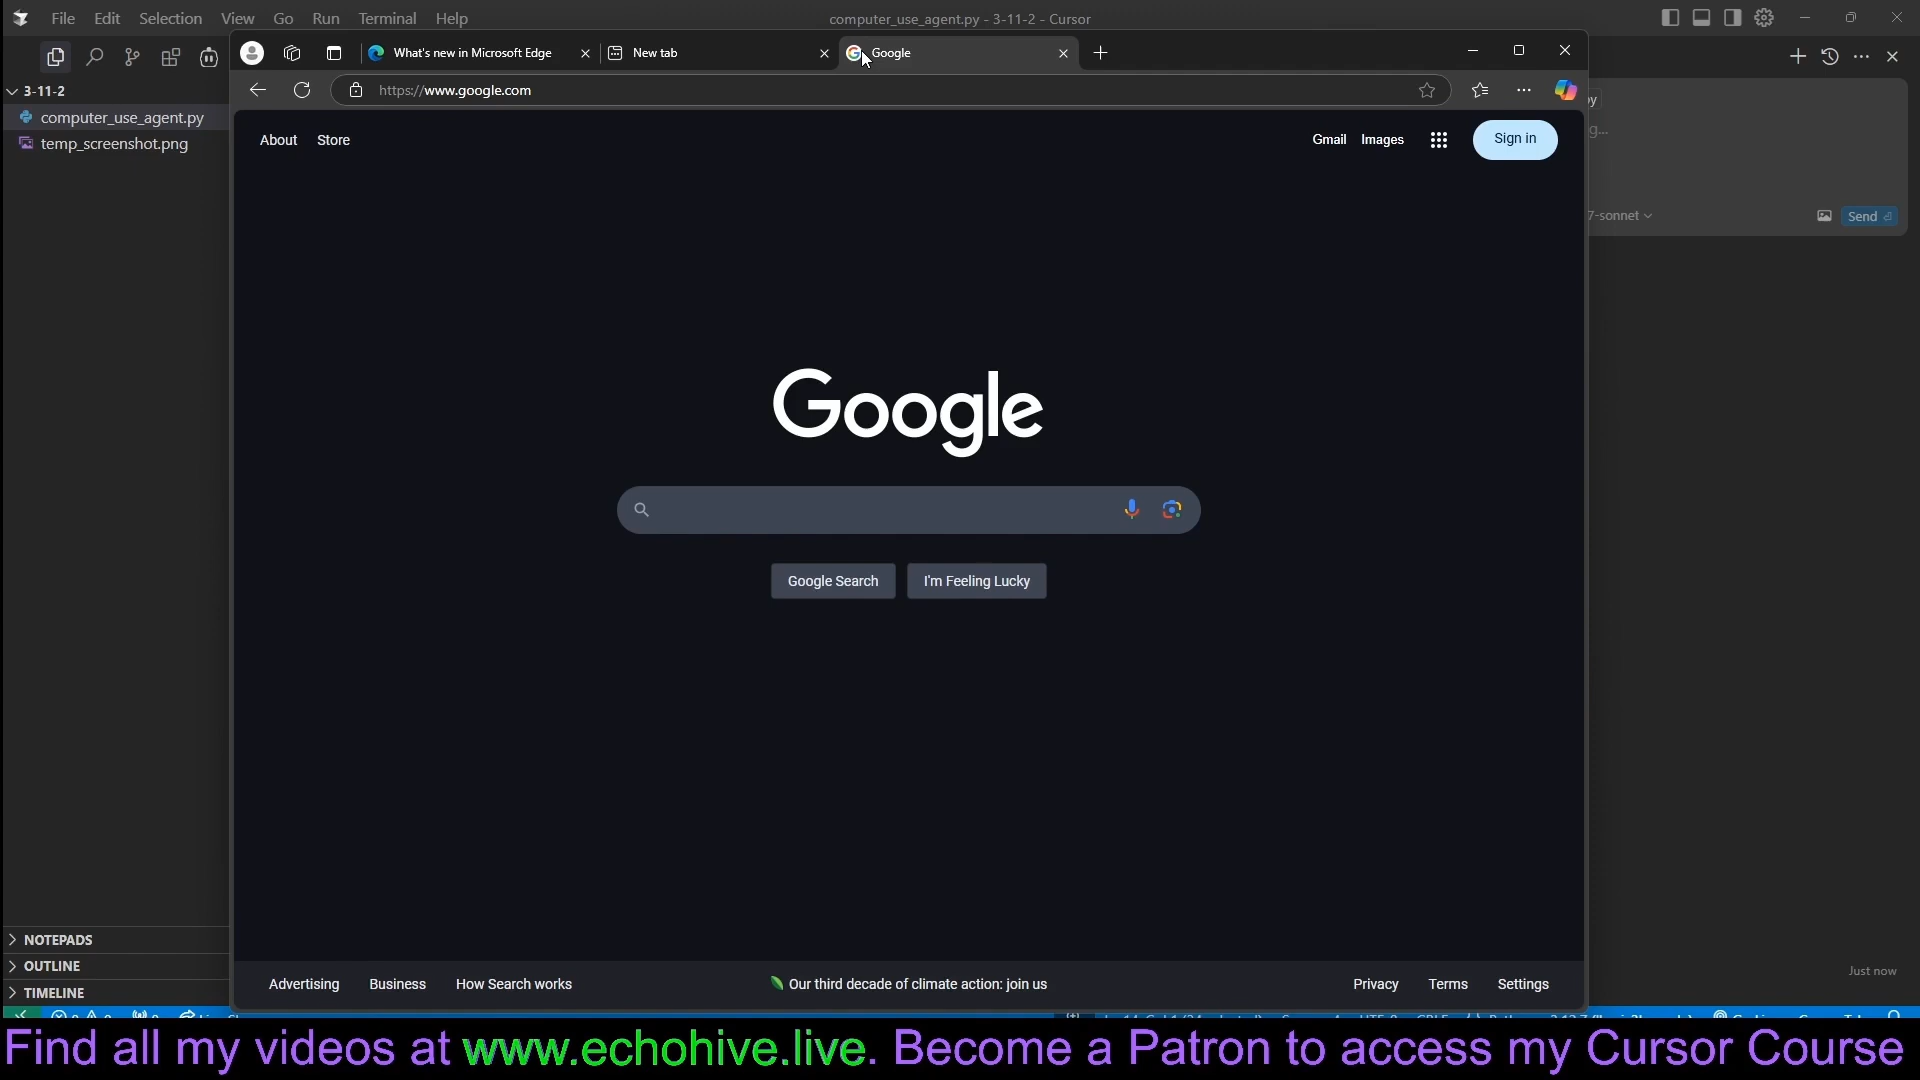 File Edit Selection View Go Run Terminal Help
computer_use_agent.py - 3-11-2 - Cursor
What's new in Microsoft Edge
New tab
Google
3-11-2
https://www.google.com
computer_use_agent.py
temp_screenshot.png
About Store
Gmail Images Sign in
7-sonnet
Send
Google
Google Search I'm Feeling Lucky
NOTEPADS
OUTLINE
TIMELINE
Just now
Advertising Business How Search works
Our third decade of climate action: join us
Privacy Terms Settings
Find all my videos at www.echohive.live. Become a Patron to access my Cursor Course